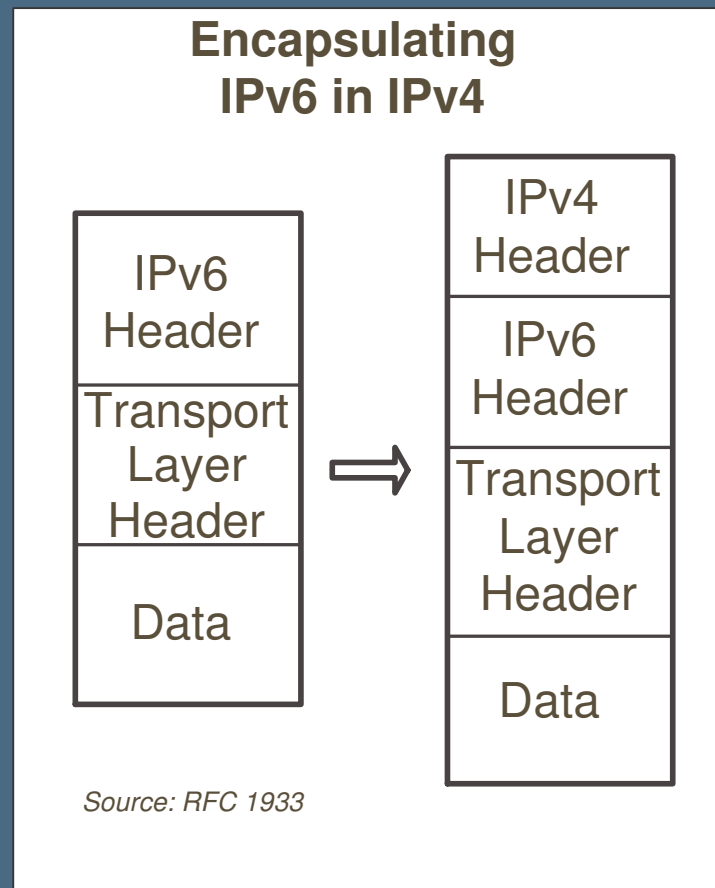 Encapsulating
IPv6 in IPv4
IPv6
Header
Transport
Layer
Header
Data
IPv4
Header
IPv6
Header
Transport
Layer
Header
Data
Source: RFC 1933